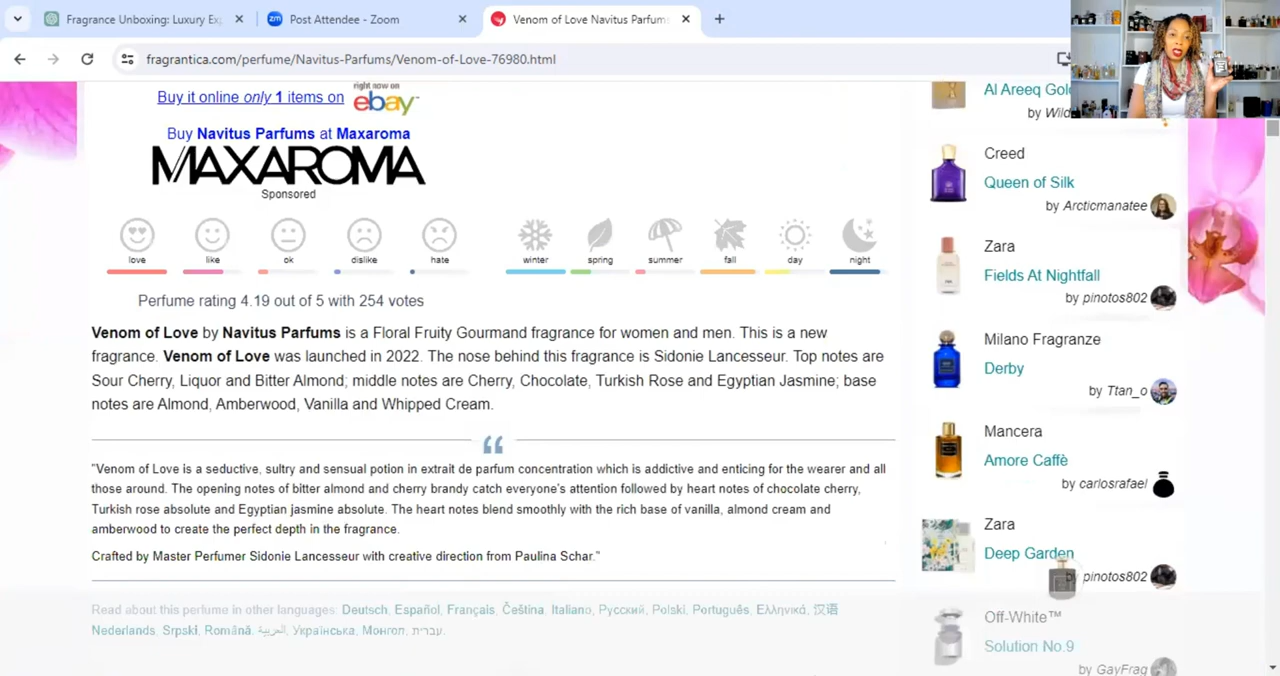 Fragrance Unboxing: Luxury Ex
Post Attendee - Zoom
Venom of Love Navitus Parfums
fragrantica.com/perfume/Navitus-Parfums/Venom-of-Love-76980.html
right now on
Buy it online only 1 items on ebay
Buy Navitus Parfums at Maxaroma
MAXAROMA
Sponsored
love like ok dislike hate winter spring summer fall day night
Perfume rating 4.19 out of 5 with 254 votes
Venom of Love by Navitus Parfums is a Floral Fruity Gourmand fragrance for women and men. This is a new
fragrance. Venom of Love was launched in 2022. The nose behind this fragrance is Sidonie Lancesseur. Top notes are
Sour Cherry, Liquor and Bitter Almond; middle notes are Cherry, Chocolate, Turkish Rose and Egyptian Jasmine; base
notes are Almond, Amberwood, Vanilla and Whipped Cream.
"Venom of Love is a seductive, sultry and sensual potion in extrait de parfum concentration which is addictive and enticing for the wearer and all
those around. The opening notes of bitter almond and cherry brandy catch everyone's attention followed by heart notes of chocolate cherry,
Turkish rose absolute and Egyptian jasmine absolute. The heart notes blend smoothly with the rich base of vanilla, almond cream and
amberwood to create the perfect depth in the fragrance.
Crafted by Master Perfumer Sidonie Lancesseur with creative direction from Paulina Schar."
Read about this perfume in other languages: Deutsch, Español, Français, Čeština, Italiano, Русский, Polski, Português, Ελληνικά, 汉语
Nederlands, Srpski, Română, العربية, Українська, Монгол, עברית.
Al Areeq Gol
by Wild
Creed
Queen of Silk
by Arcticmanatee
Zara
Fields At Nightfall
by pinotos802
Milano Fragranze
Derby
by Ttan_o
Mancera
Amore Caffè
by carlosrafael
Zara
Deep Garden
by pinotos802
Off-White™
Solution No.9
by GayFrag